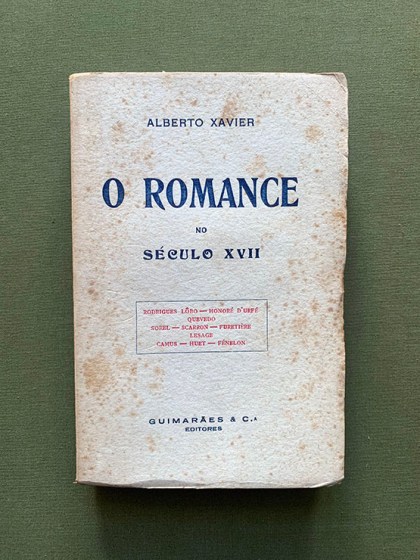 ALBERTO XAVIER
O ROMANCE
NO
SÉCULO XVII
RODRIGUES LÔBO — HONORÉ D'URFÉ
QUEVEDO
SOREL — SCARRON — FURETIÈRE
LESAGE
CAMUS — HUET — FÉNELON
GUIMARÃES & C.ᴬ
EDITORES